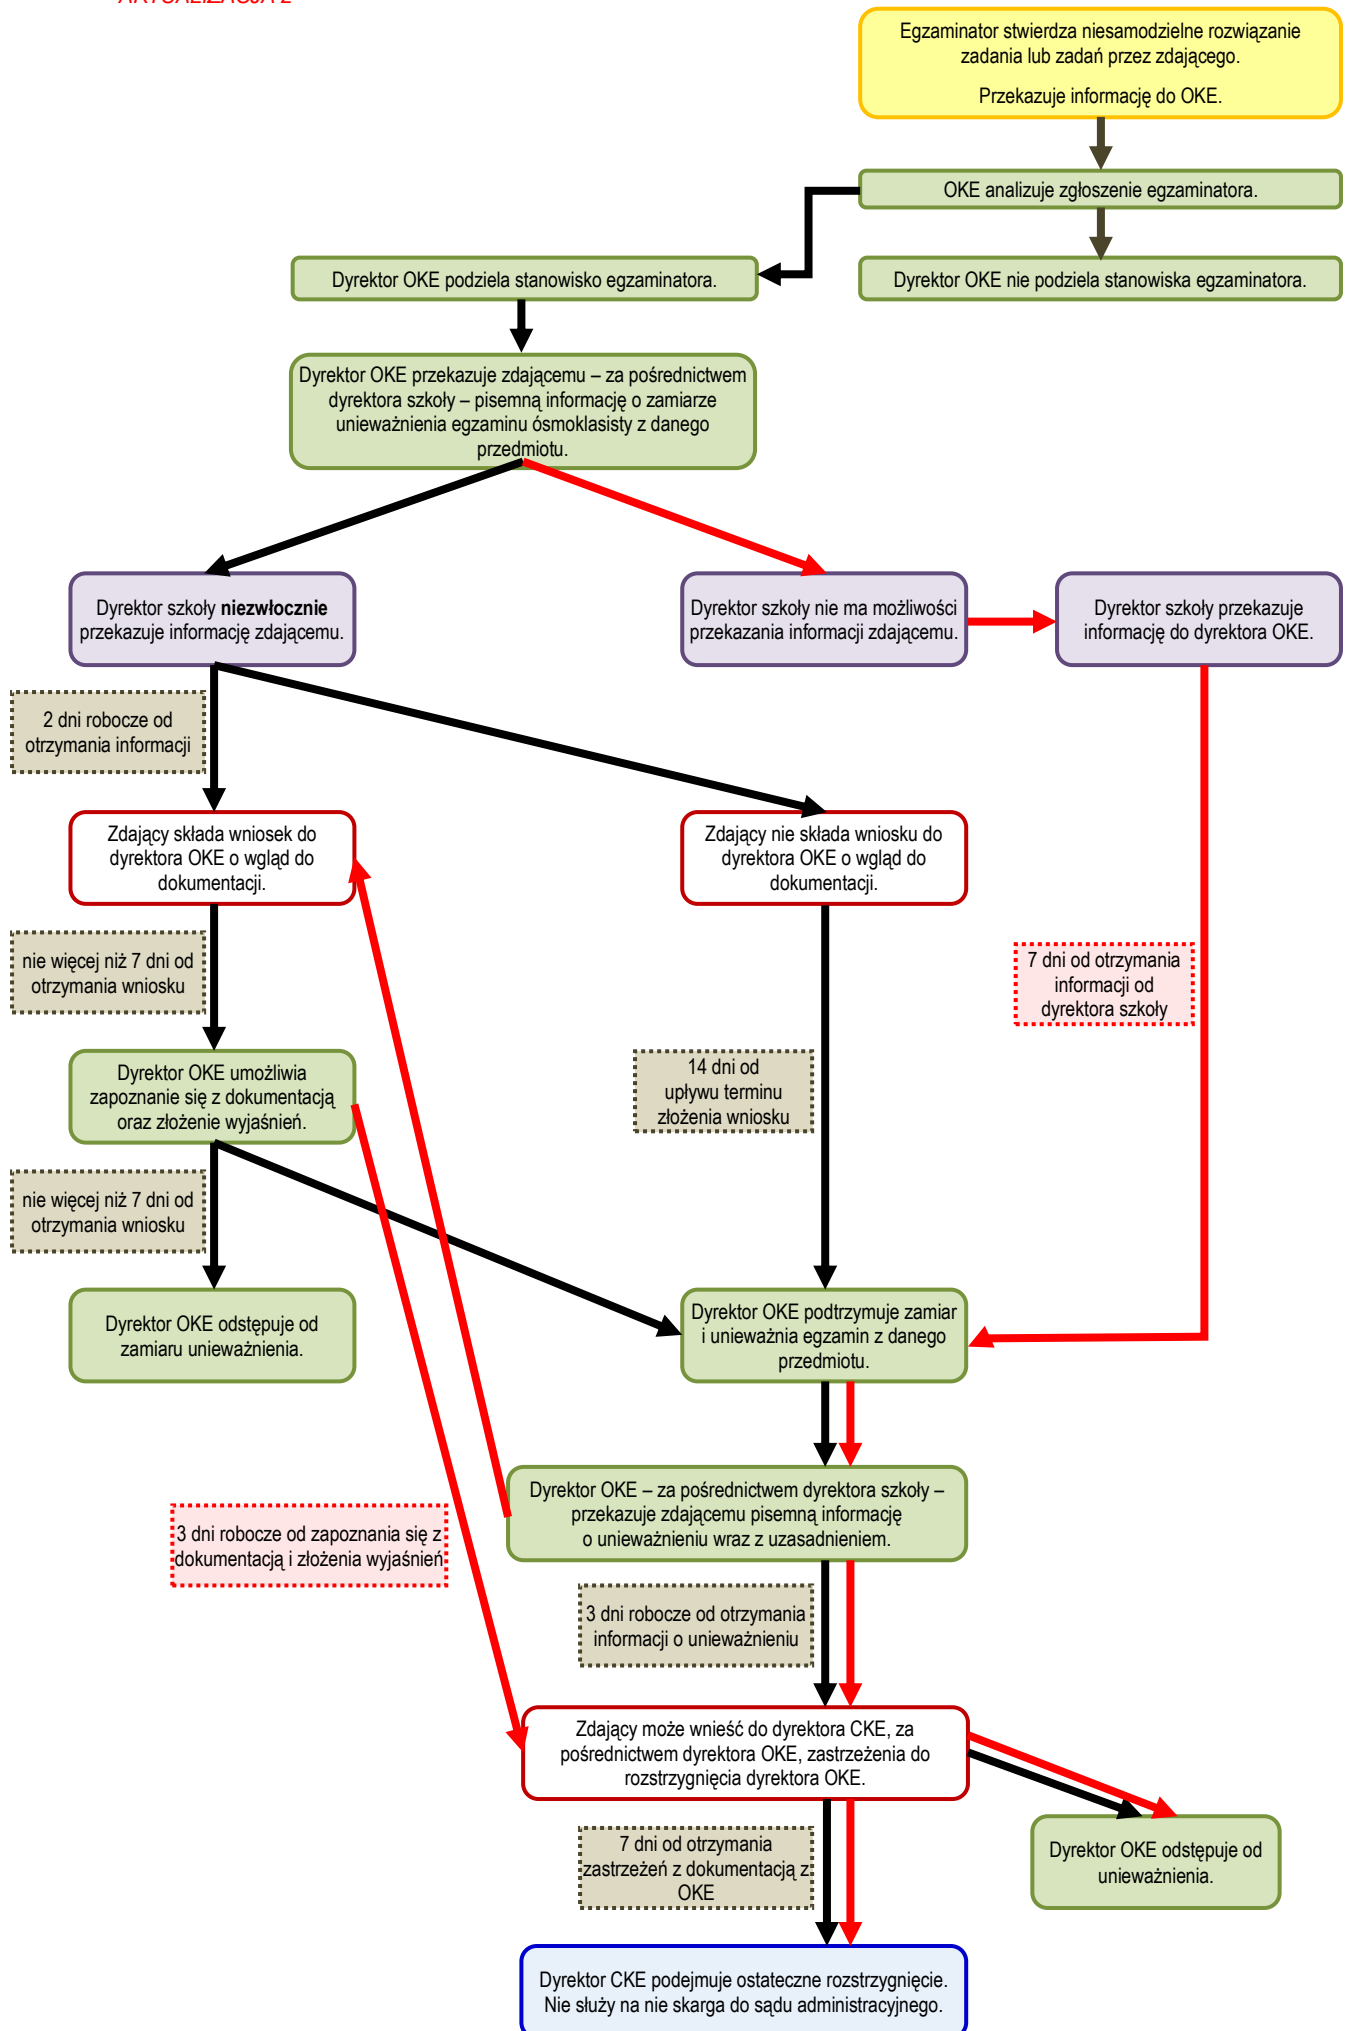 AKTUALIZACJA 2
Egzaminator stwierdza niesamodzielne rozwiązanie
zadania lub zadań przez zdającego.
Przekazuje informację do OKE.
OKE analizuje zgłoszenie egzaminatora.
Dyrektor OKE podziela stanowisko egzaminatora.
Dyrektor OKE nie podziela stanowiska egzaminatora.
Dyrektor OKE przekazuje zdającemu – za pośrednictwem
dyrektora szkoły – pisemną informację o zamiarze
unieważnienia egzaminu ósmoklasisty z danego
przedmiotu.
Dyrektor szkoły niezwłocznie
przekazuje informację zdającemu.
Dyrektor szkoły nie ma możliwości
przekazania informacji zdającemu.
Dyrektor szkoły przekazuje
informację do dyrektora OKE.
2 dni robocze od
otrzymania informacji
Zdający składa wniosek do
dyrektora OKE o wgląd do
dokumentacji.
Zdający nie składa wniosku do
dyrektora OKE o wgląd do
dokumentacji.
nie więcej niż 7 dni od
otrzymania wniosku
7 dni od otrzymania
informacji od
dyrektora szkoły
Dyrektor OKE umożliwia
zapoznanie się z dokumentacją
oraz złożenie wyjaśnień.
14 dni od
upływu terminu
złożenia wniosku
nie więcej niż 7 dni od
otrzymania wniosku
Dyrektor OKE odstępuje od
zamiaru unieważnienia.
Dyrektor OKE podtrzymuje zamiar
i unieważnia egzamin z danego
przedmiotu.
Dyrektor OKE – za pośrednictwem dyrektora szkoły –
przekazuje zdającemu pisemną informację
o unieważnieniu wraz z uzasadnieniem.
3 dni robocze od zapoznania się z
dokumentacją i złożenia wyjaśnień
3 dni robocze od otrzymania
informacji o unieważnieniu
Zdający może wnieść do dyrektora CKE, za
pośrednictwem dyrektora OKE, zastrzeżenia do
rozstrzygnięcia dyrektora OKE.
7 dni od otrzymania
zastrzeżeń z dokumentacją z
OKE
Dyrektor OKE odstępuje od
unieważnienia.
Dyrektor CKE podejmuje ostateczne rozstrzygnięcie.
Nie służy na nie skarga do sądu administracyjnego.